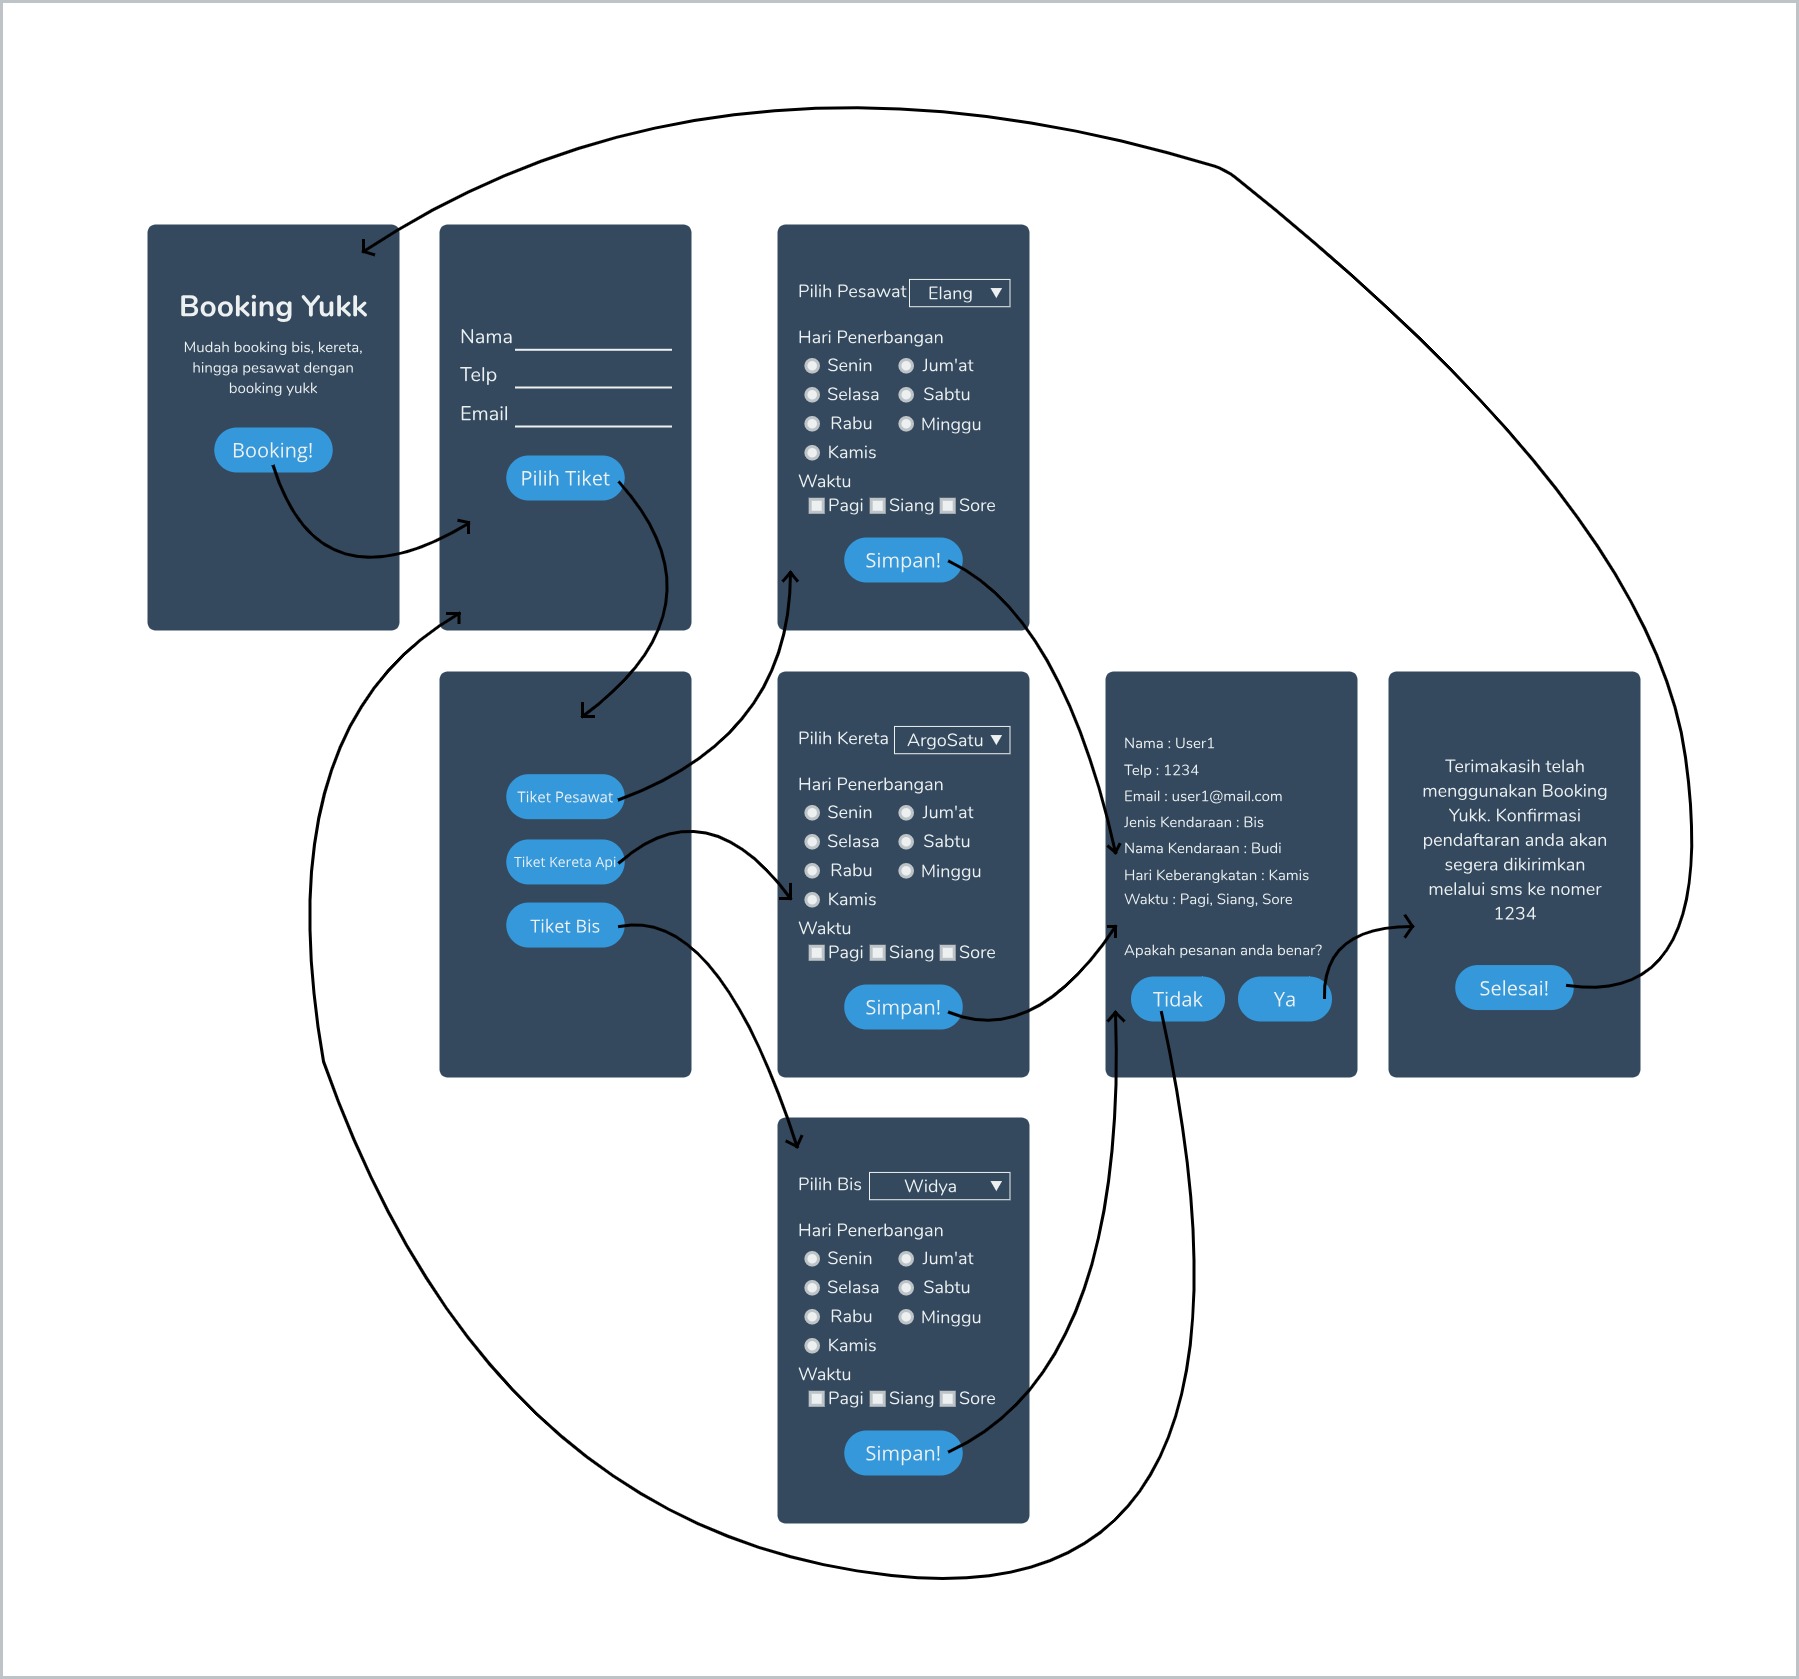 Booking Yukk
Mudah booking bis, kereta,
hingga pesawat dengan
booking yukk
Booking!
Nama
Telp
Email
Pilih Tiket
Pilih Pesawat Elang
Hari Penerbangan
Senin Jum'at
Selasa Sabtu
Rabu Minggu
Kamis
Waktu
Pagi Siang Sore
Simpan!
Tiket Pesawat
Tiket Kereta Api
Tiket Bis
Pilih Kereta ArgoSatu
Hari Penerbangan
Senin Jum'at
Selasa Sabtu
Rabu Minggu
Kamis
Waktu
Pagi Siang Sore
Simpan!
Nama : User1
Telp : 1234
Email : user1@mail.com
Jenis Kendaraan : Bis
Nama Kendaraan : Budi
Hari Keberangkatan : Kamis
Waktu : Pagi, Siang, Sore
Apakah pesanan anda benar?
Tidak Ya
Terimakasih telah
menggunakan Booking
Yukk. Konfirmasi
pendaftaran anda akan
segera dikirimkan
melalui sms ke nomer
1234
Selesai!
Pilih Bis Widya
Hari Penerbangan
Senin Jum'at
Selasa Sabtu
Rabu Minggu
Kamis
Waktu
Pagi Siang Sore
Simpan!